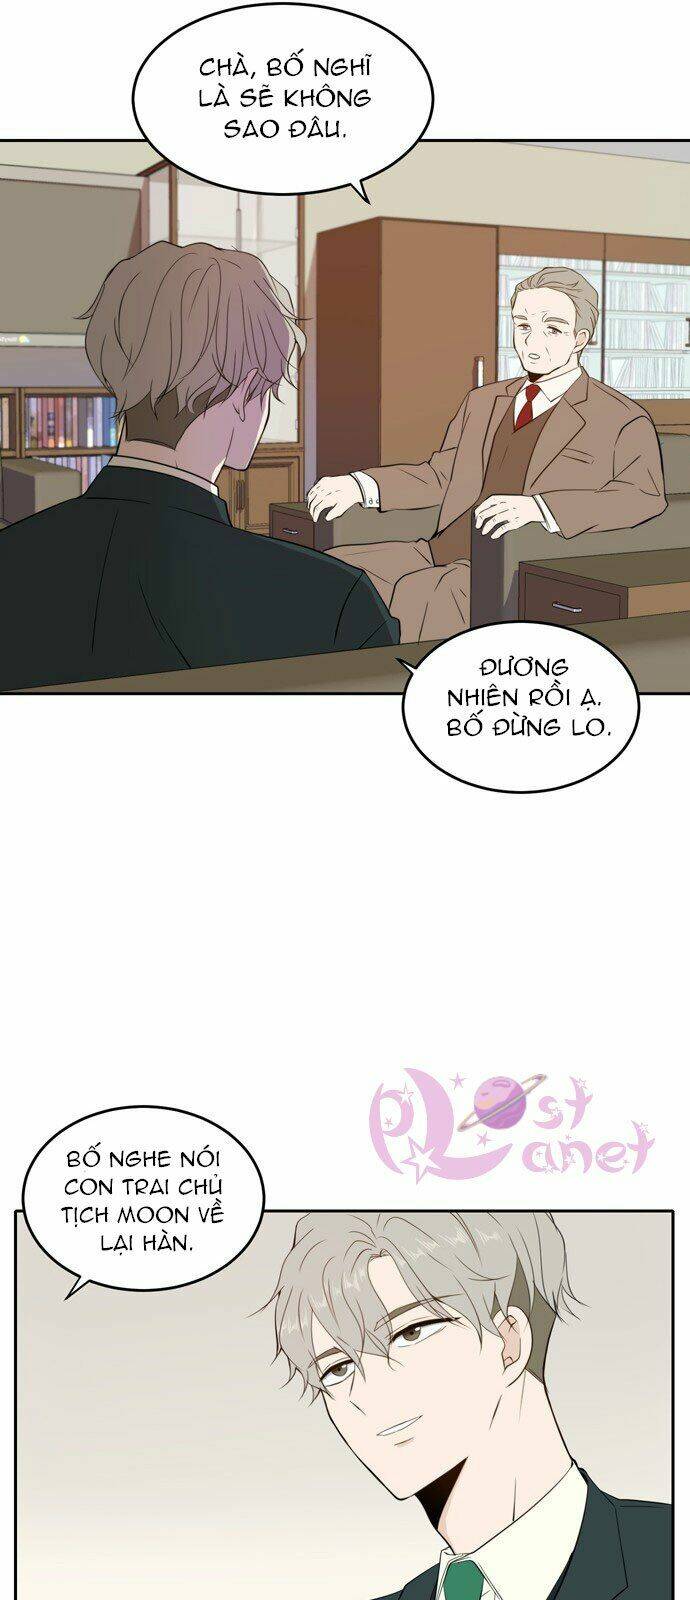 CHÀ, BỐ NGHĨ
LÀ SẼ KHÔNG
SAO ĐÂU.
ĐƯƠNG
NHIÊN RỒI Ạ.
BỐ ĐỪNG LO.
Lost
Planet
BỐ NGHE NÓI
CON TRAI CHỦ
TỊCH MOON VỀ
LẠI HÀN.